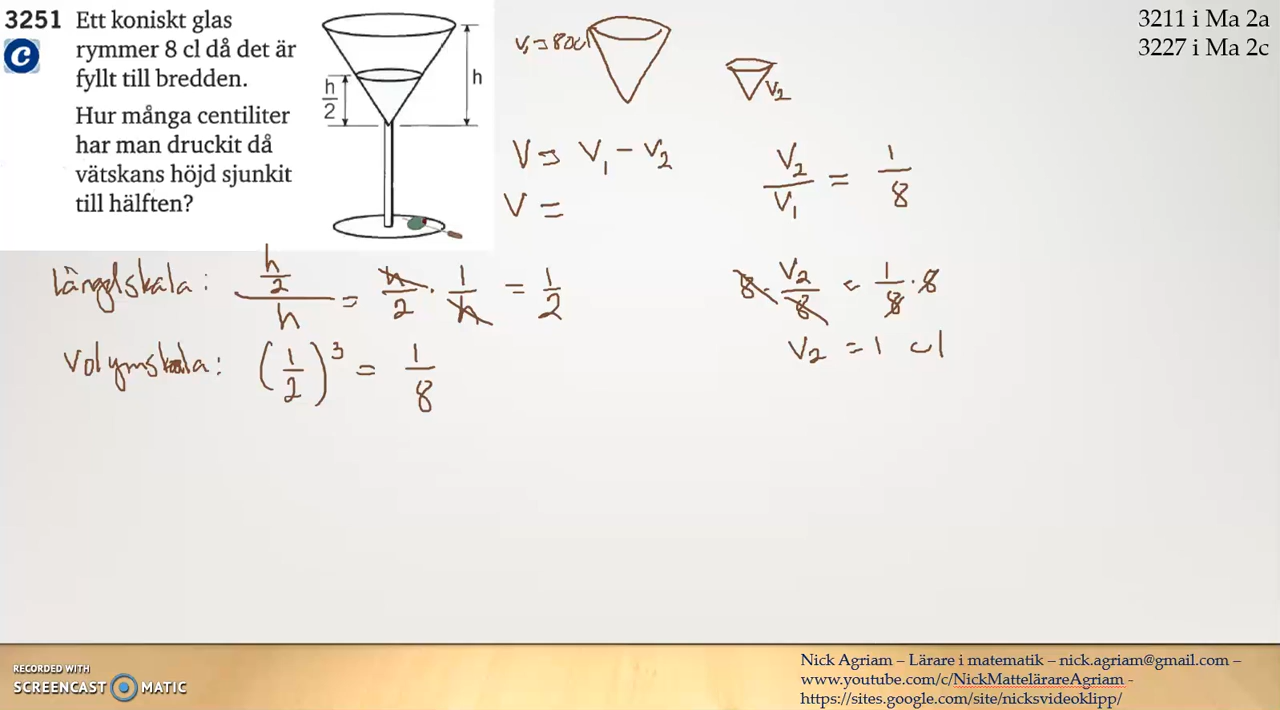 3251 Ett koniskt glas
rymmer 8 cl då det är
fyllt till bredden.
Hur många centiliter
har man druckit då
vätskans höjd sjunkit
till hälften?
C
h/2
h
V₂
3211 i Ma 2a
3227 i Ma 2c
V = V₁ - V₂
V =
V₂/V₁ = 1/8
Längdskala: (h/2)/h = h/2 · 1/h = 1/2
8 · V₂/8 = 1/8 · 8
V₂ = 1 cl
Volymskala: (1/2)³ = 1/8
RECORDED WITH
SCREENCAST MATIC
Nick Agriam – Lärare i matematik – nick.agriam@gmail.com –
www.youtube.com/c/NickMattelärareAgriam -
https://sites.google.com/site/nicksvideoklipp/